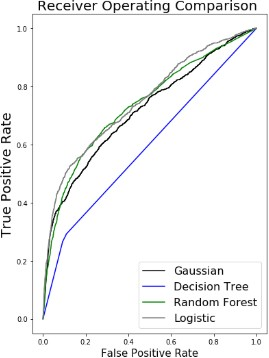 Receiver Operating Comparison
True Positive Rate
1.0
0.8
0.6
0.4
0.2
0.0
Gaussian
Decision Tree
Random Forest
Logistic
0.0 0.2 0.4 0.6 0.8 1.0
False Positive Rate